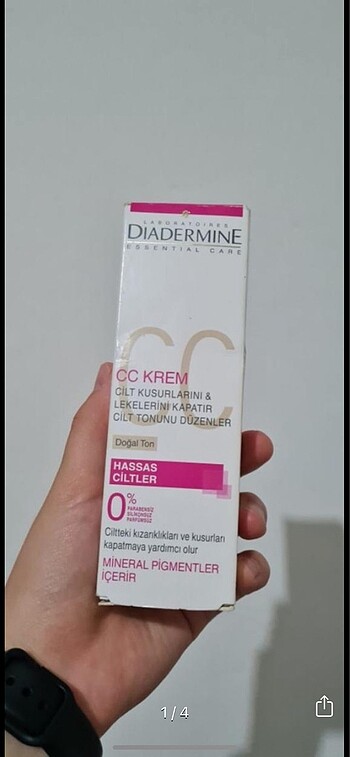 LABORATOIRES
DIADERMINE
ESSENTIAL CARE
CC
CC KREM
CİLT KUSURLARINI &
LEKELERİNİ KAPATIR
CİLT TONUNU DÜZENLER
Doğal Ton
HASSAS
CİLTLER
0%
PARABENSİZ
SİLİKONSUZ
PARFÜMSÜZ
Ciltteki kızarıklıkları ve kusurları
kapatmaya yardımcı olur
MİNERAL PİGMENTLER
İÇERİR
1/4